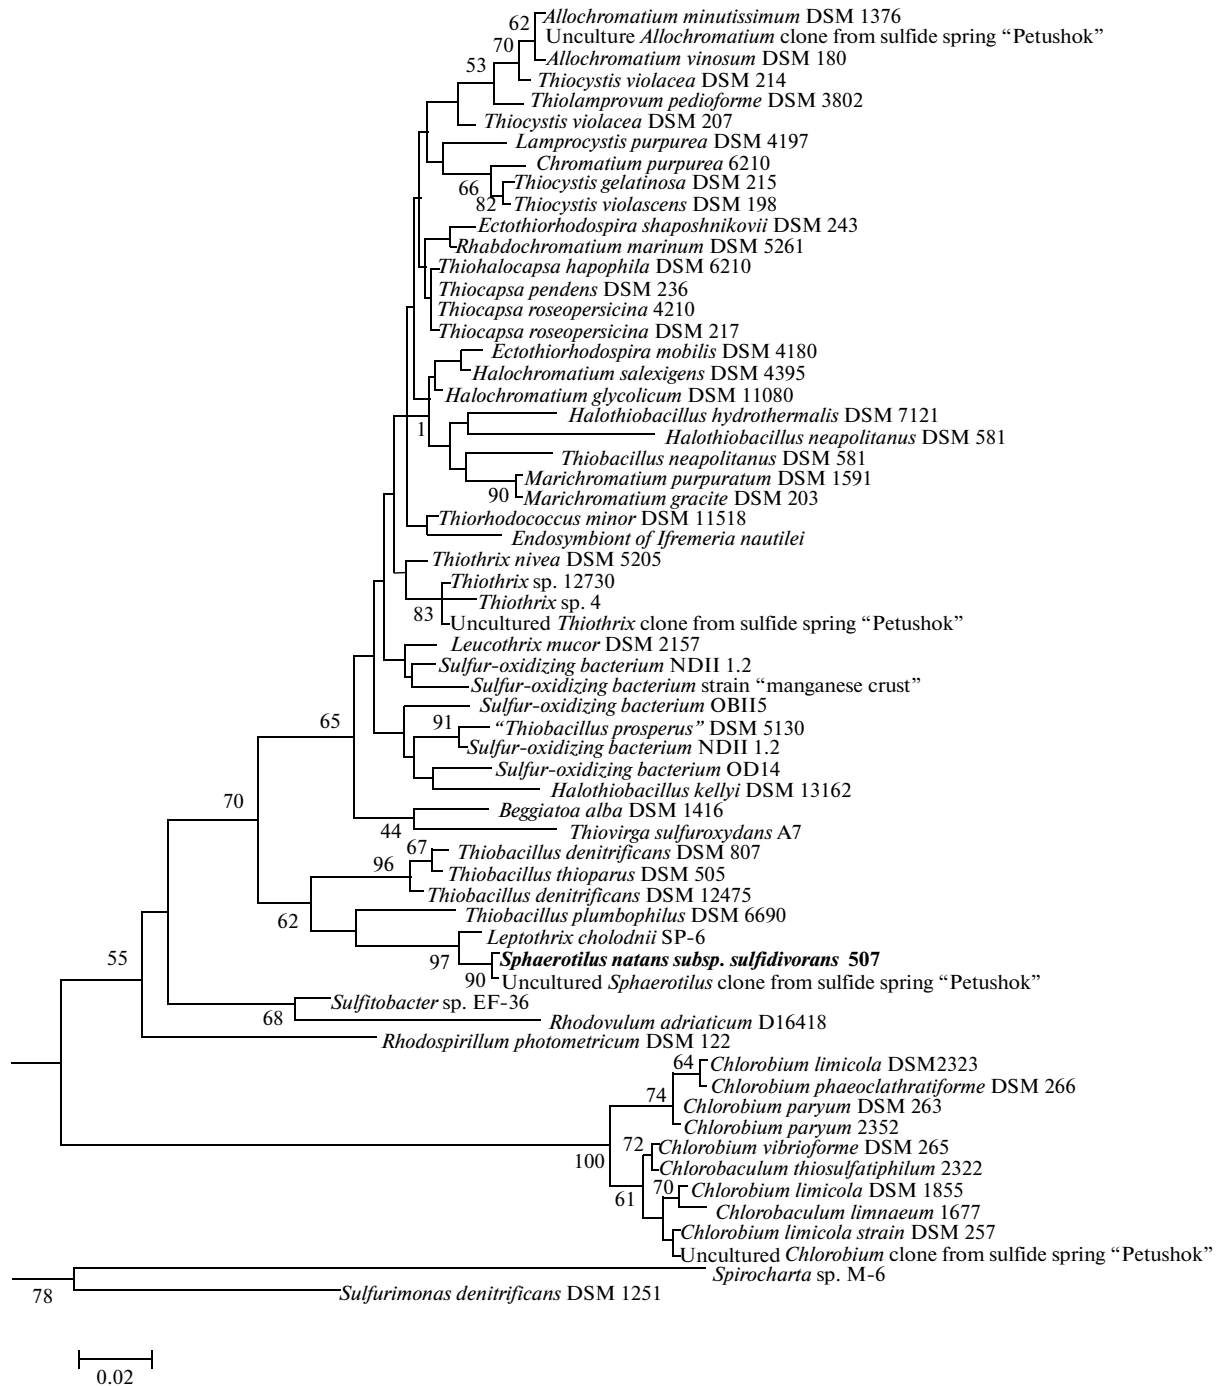 62
Allochromatium minutissimum DSM 1376
Unculture Allochromatium clone from sulfide spring “Petushok”
70
Allochromatium vinosum DSM 180
53
Thiocystis violacea DSM 214
Thiolamprovum pedioforme DSM 3802
Thiocystis violacea DSM 207
Lamprocystis purpurea DSM 4197
Chromatium purpurea 6210
66
Thiocystis gelatinosa DSM 215
82
Thiocystis violascens DSM 198
Ectothiorhodospira shaposhnikovii DSM 243
Rhabdochromatium marinum DSM 5261
Thiohalocapsa hapophila DSM 6210
Thiocapsa pendens DSM 236
Thiocapsa roseopersicina 4210
Thiocapsa roseopersicina DSM 217
Ectothiorhodospira mobilis DSM 4180
Halochromatium salexigens DSM 4395
Halochromatium glycolicum DSM 11080
Halothiobacillus hydrothermalis DSM 7121
1
Halothiobacillus neapolitanus DSM 581
Thiobacillus neapolitanus DSM 581
Marichromatium purpuratum DSM 1591
90
Marichromatium gracite DSM 203
Thiorhodococcus minor DSM 11518
Endosymbiont of Ifremeria nautilei
Thiothrix nivea DSM 5205
Thiothrix sp. 12730
Thiothrix sp. 4
83
Uncultured Thiothrix clone from sulfide spring “Petushok”
Leucothrix mucor DSM 2157
Sulfur-oxidizing bacterium NDII 1.2
Sulfur-oxidizing bacterium strain “manganese crust”
Sulfur-oxidizing bacterium OBII5
65
91
“Thiobacillus prosperus” DSM 5130
Sulfur-oxidizing bacterium NDII 1.2
Sulfur-oxidizing bacterium OD14
Halothiobacillus kellyi DSM 13162
70
Beggiatoa alba DSM 1416
44
Thiovirga sulfuroxydans A7
67
Thiobacillus denitrificans DSM 807
96
Thiobacillus thioparus DSM 505
Thiobacillus denitrificans DSM 12475
62
Thiobacillus plumbophilus DSM 6690
Leptothrix cholodnii SP-6
55
97
Sphaerotilus natans subsp. sulfidivorans 507
90
Uncultured Sphaerotilus clone from sulfide spring “Petushok”
Sulfitobacter sp. EF-36
68
Rhodovulum adriaticum D16418
Rhodospirillum photometricum DSM 122
64
Chlorobium limicola DSM2323
Chlorobium phaeoclathratiforme DSM 266
74
Chlorobium paryum DSM 263
Chlorobium paryum 2352
72
Chlorobium vibrioforme DSM 265
100
Chlorobaculum thiosulfatiphilum 2322
70
Chlorobium limicola DSM 1855
61
Chlorobaculum limnaeum 1677
Chlorobium limicola strain DSM 257
Uncultured Chlorobium clone from sulfide spring “Petushok”
Spirocharta sp. M-6
78
Sulfurimonas denitrificans DSM 1251
0.02